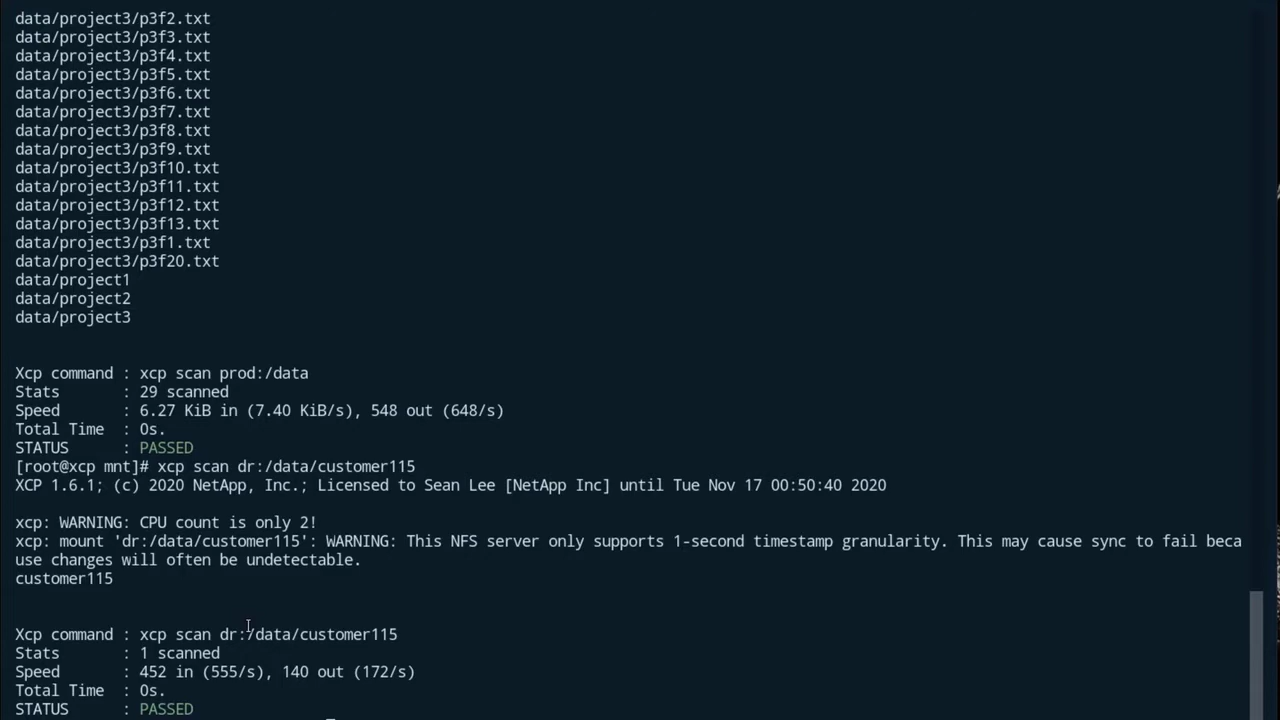 data/project3/p3f2.txt
data/project3/p3f3.txt
data/project3/p3f4.txt
data/project3/p3f5.txt
data/project3/p3f6.txt
data/project3/p3f7.txt
data/project3/p3f8.txt
data/project3/p3f9.txt
data/project3/p3f10.txt
data/project3/p3f11.txt
data/project3/p3f12.txt
data/project3/p3f13.txt
data/project3/p3f1.txt
data/project3/p3f20.txt
data/project1
data/project2
data/project3
Xcp command : xcp scan prod:/data
Stats       : 29 scanned
Speed       : 6.27 KiB in (7.40 KiB/s), 548 out (648/s)
Total Time  : 0s.
STATUS      : PASSED
[root@xcp mnt]# xcp scan dr:/data/customer115
XCP 1.6.1; (c) 2020 NetApp, Inc.; Licensed to Sean Lee [NetApp Inc] until Tue Nov 17 00:50:40 2020
xcp: WARNING: CPU count is only 2!
xcp: mount 'dr:/data/customer115': WARNING: This NFS server only supports 1-second timestamp granularity. This may cause sync to fail beca
use changes will often be undetectable.
customer115
Xcp command : xcp scan dr:/data/customer115
Stats       : 1 scanned
Speed       : 452 in (555/s), 140 out (172/s)
Total Time  : 0s.
STATUS      : PASSED